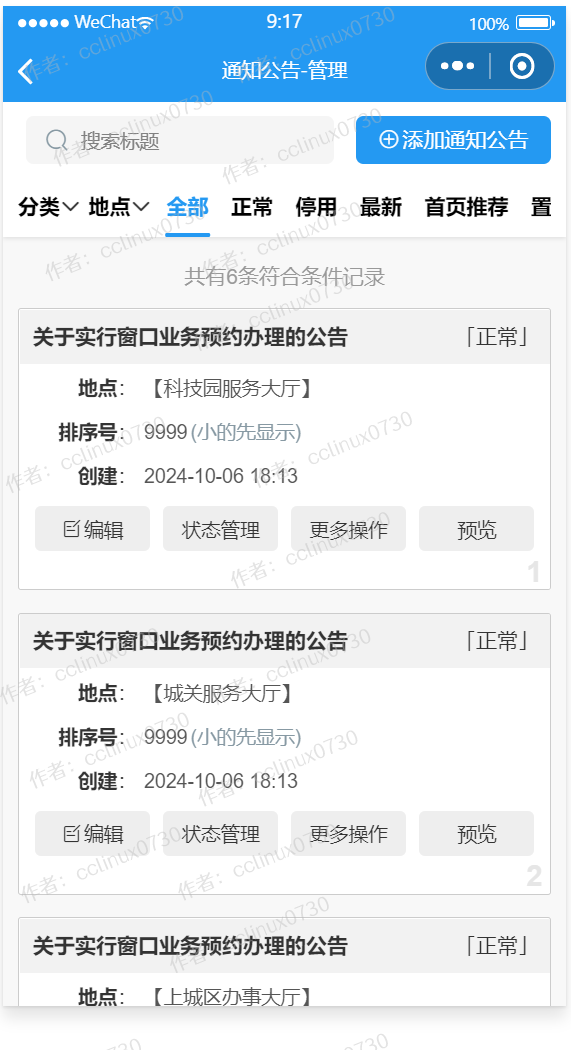 WeChat 9:17 100%
通知公告-管理
搜索标题 添加通知公告
分类 地点 全部 正常 停用 最新 首页推荐 置
共有6条符合条件记录
关于实行窗口业务预约办理的公告 「正常」
地点： 【科技园服务大厅】
排序号： 9999 (小的先显示)
创建： 2024-10-06 18:13
编辑 状态管理 更多操作 预览
1
关于实行窗口业务预约办理的公告 「正常」
地点： 【城关服务大厅】
排序号： 9999 (小的先显示)
创建： 2024-10-06 18:13
编辑 状态管理 更多操作 预览
2
关于实行窗口业务预约办理的公告 「正常」
地点： 【上城区办事大厅】
作者：cclinux0730